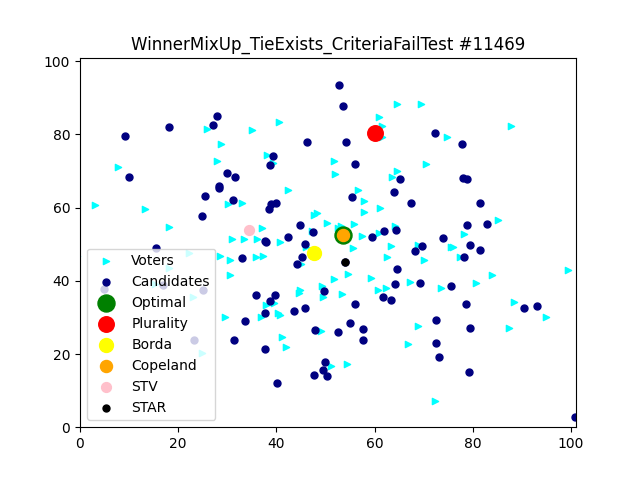 WinnerMixUp_TieExists_CriteriaFailTest #11469
100
80
60
40
20
0
Voters
Candidates
Optimal
Plurality
Borda
Copeland
STV
STAR
0 20 40 60 80 100